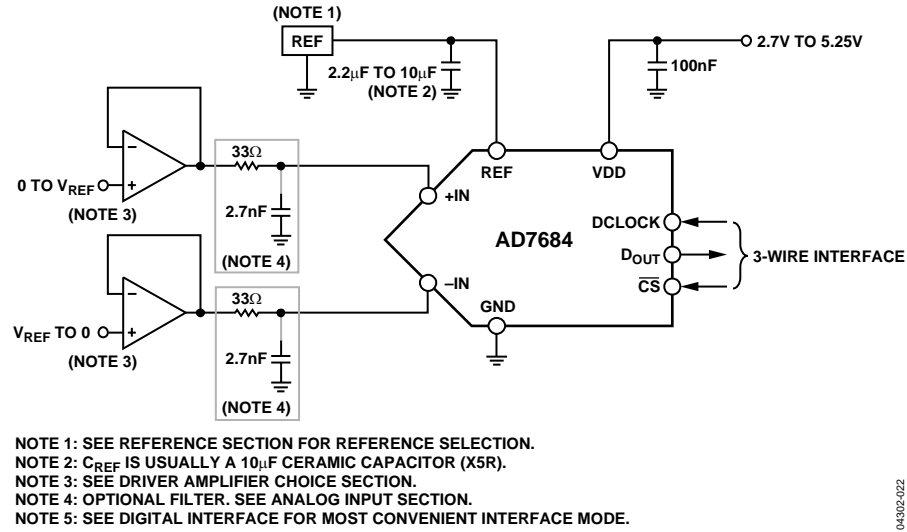 (NOTE 1)
REF
2.2μF TO 10μF
(NOTE 2)
100nF
2.7V TO 5.25V
33Ω
2.7nF
(NOTE 4)
–
+
0 TO VREF
(NOTE 3)
33Ω
2.7nF
(NOTE 4)
–
+
VREF TO 0
(NOTE 3)
REF
VDD
+IN
–IN
GND
AD7684
DCLOCK
DOUT
CS
3-WIRE INTERFACE
NOTE 1: SEE REFERENCE SECTION FOR REFERENCE SELECTION.
NOTE 2: CREF IS USUALLY A 10μF CERAMIC CAPACITOR (X5R).
NOTE 3: SEE DRIVER AMPLIFIER CHOICE SECTION.
NOTE 4: OPTIONAL FILTER. SEE ANALOG INPUT SECTION.
NOTE 5: SEE DIGITAL INTERFACE FOR MOST CONVENIENT INTERFACE MODE.
04302-022